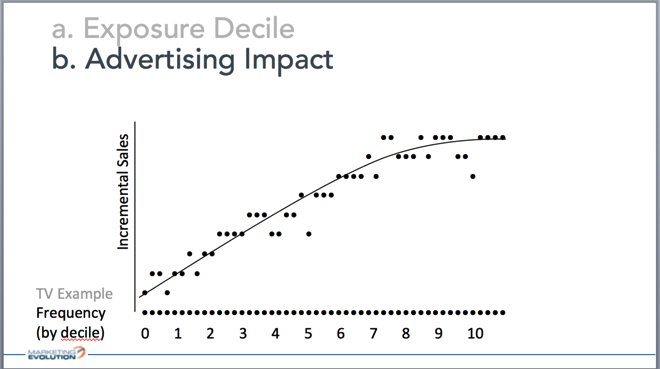 a. Exposure Decile
b. Advertising Impact
Incremental Sales
TV Example
Frequency
(by decile)
0 1 2 3 4 5 6 7 8 9 10
MARKETING
EVOLUTION